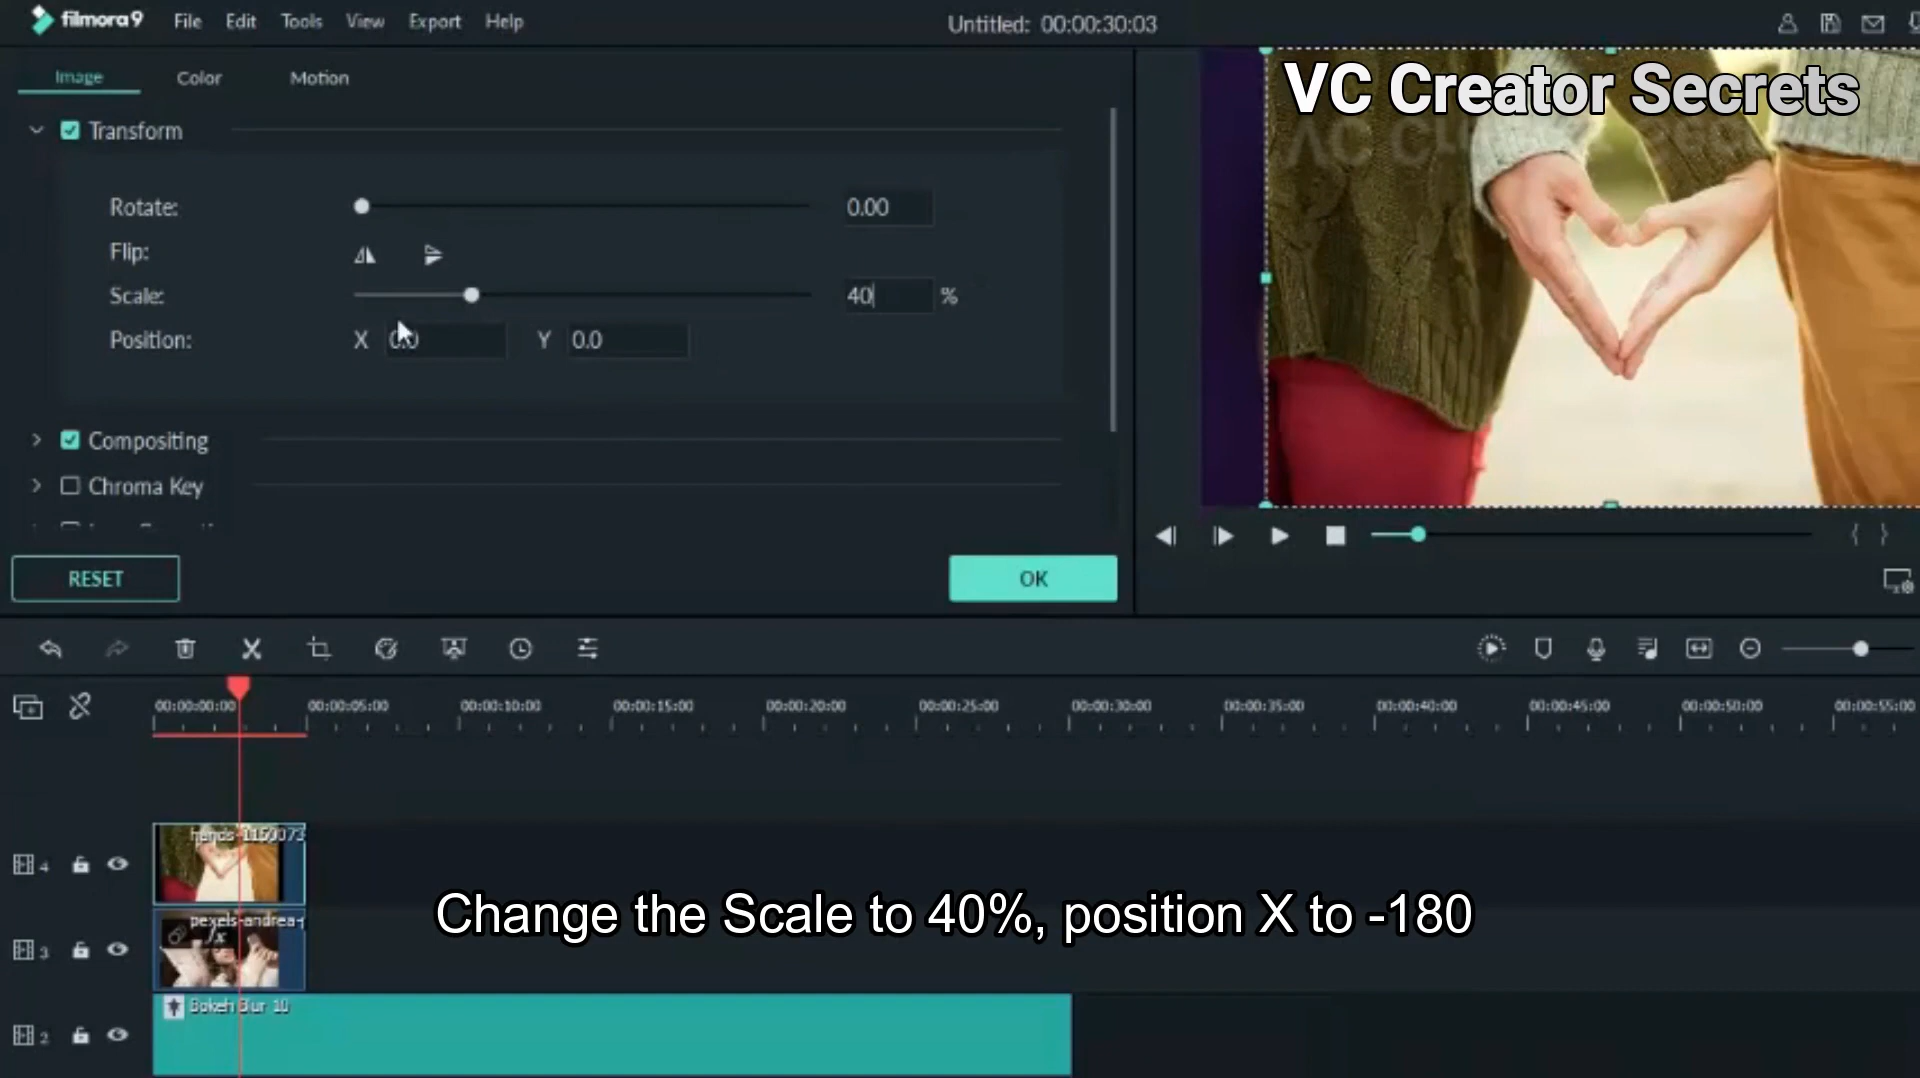 filmora9 File Edit Tools View Export Help Untitled: 00:00:30:03
Image Color Motion
VC Creator Secrets
Transform
Rotate: 0.00
Flip:
Scale: 40 %
Position: X 0.0 Y 0.0
Compositing
Chroma Key
RESET OK
00:00:00:00 00:00:05:00 00:00:10:00 00:00:15:00 00:00:20:00 00:00:25:00 00:00:30:00 00:00:35:00 00:00:40:00 00:00:45:00 00:00:50:00 00:00:55:00
hands-1150073
4
Change the Scale to 40%, position X to -180
pexels-andrea-
fx
3
Bokeh Blur 10
2